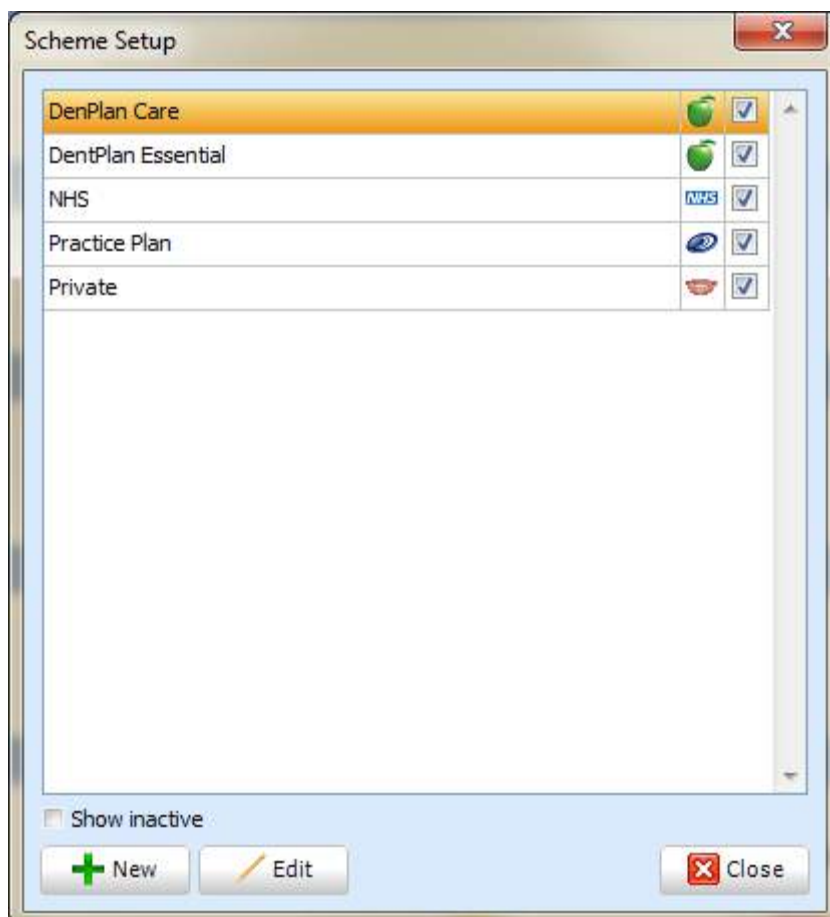 Scheme Setup
DenPlan Care
DentPlan Essential
NHS
NHS
Practice Plan
Private
Show inactive
New
Edit
Close